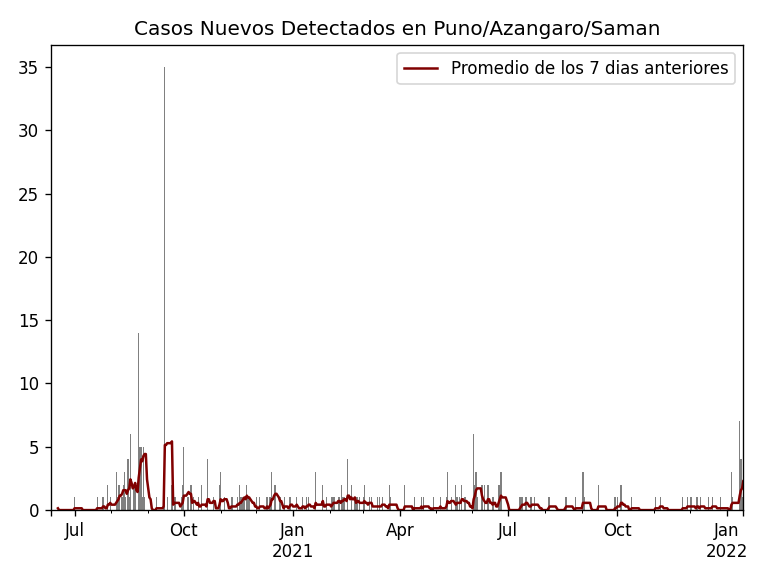 Casos Nuevos Detectados en Puno/Azangaro/Saman
Promedio de los 7 dias anteriores
35
30
25
20
15
10
5
0
Jul
Oct
Jan
2021
Apr
Jul
Oct
Jan
2022